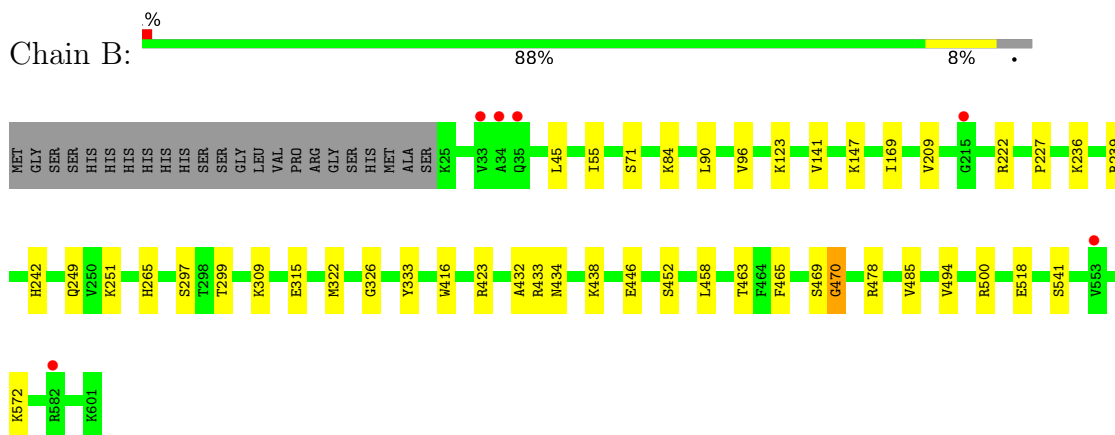 %
Chain B:
88% 8% .
MET GLY SER SER HIS HIS HIS HIS HIS HIS SER SER GLY LEU VAL PRO ARG GLY SER HIS MET ALA SER K25 V33 A34 Q35 L45 I55 S71 K84 L90 V96 K123 V141 K147 I169 V209 G215 R222 P227 K236
H242 Q249 V250 K251 H265 S297 T298 T299 K309 E315 M322 G326 Y333 W416 R423 A432 R433 N434 K438 E446 S452 L458 T463 F464 F465 S469 G470 R478 V485 V494 R500 E518 S541 V553
K572 R582 K601